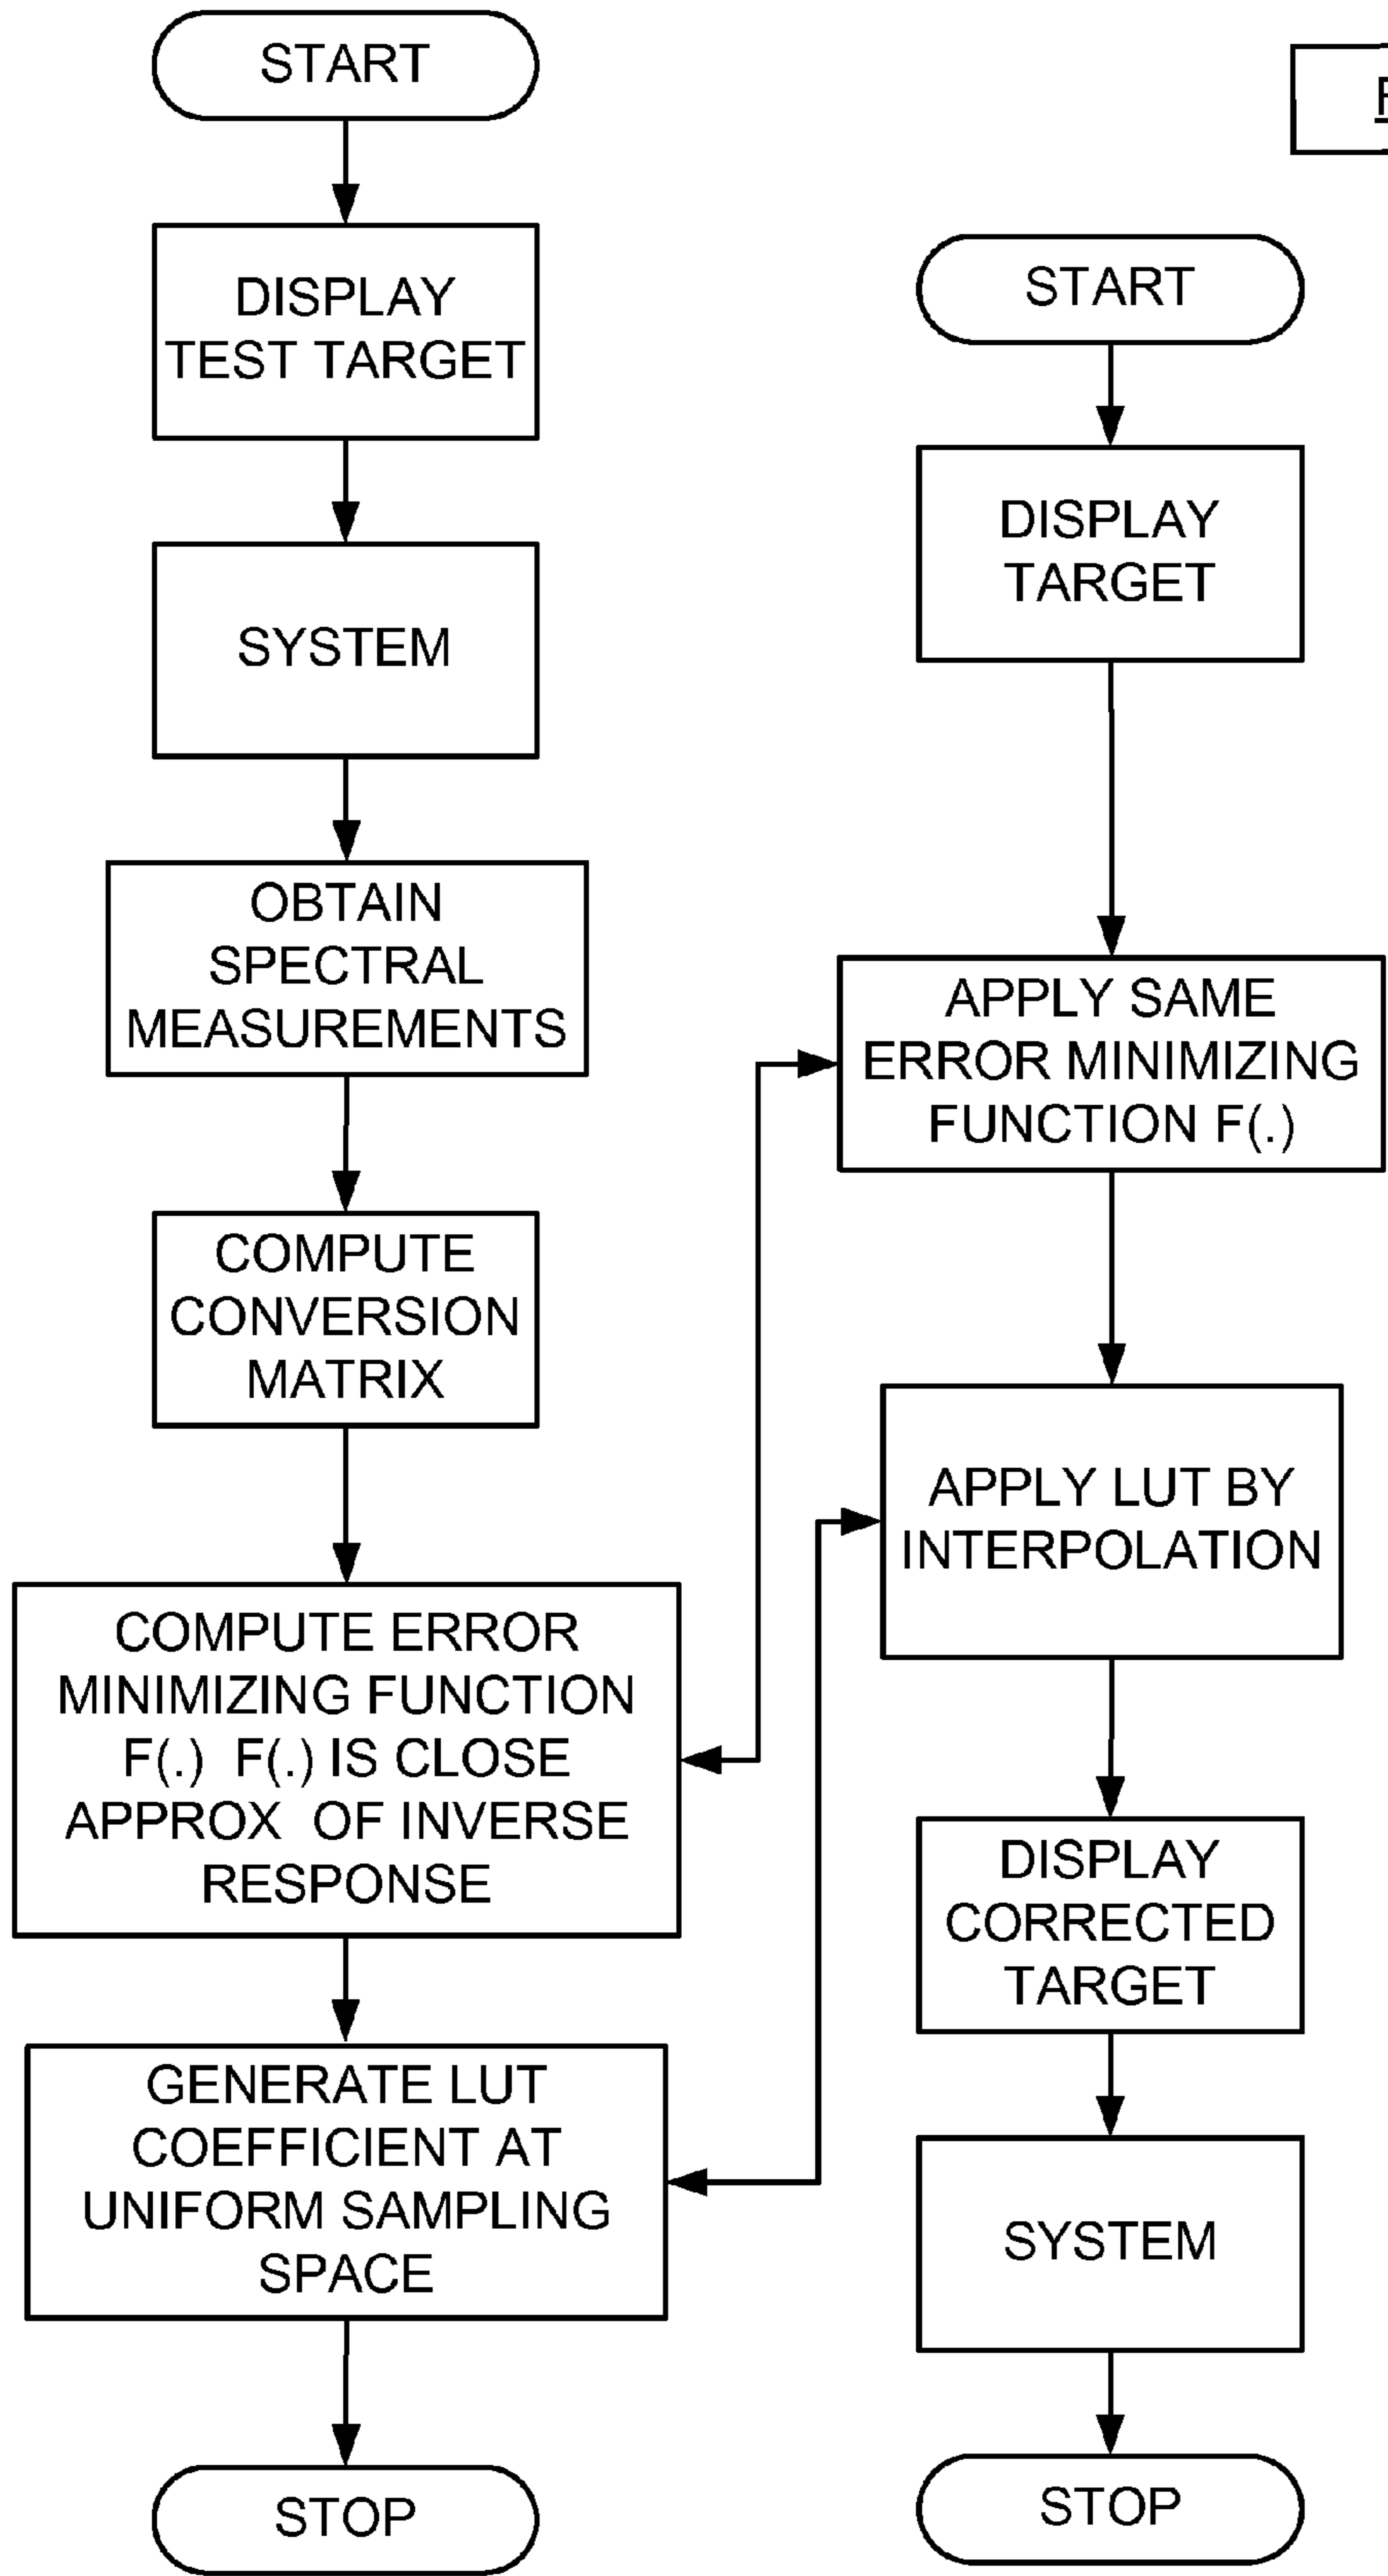 START
DISPLAY
TEST TARGET
SYSTEM
OBTAIN
SPECTRAL
MEASUREMENTS
COMPUTE
CONVERSION
MATRIX
COMPUTE ERROR
MINIMIZING FUNCTION
F(.) F(.) IS CLOSE
APPROX OF INVERSE
RESPONSE
GENERATE LUT
COEFFICIENT AT
UNIFORM SAMPLING
SPACE
STOP
START
DISPLAY
TARGET
APPLY SAME
ERROR MINIMIZING
FUNCTION F(.)
APPLY LUT BY
INTERPOLATION
DISPLAY
CORRECTED
TARGET
SYSTEM
STOP